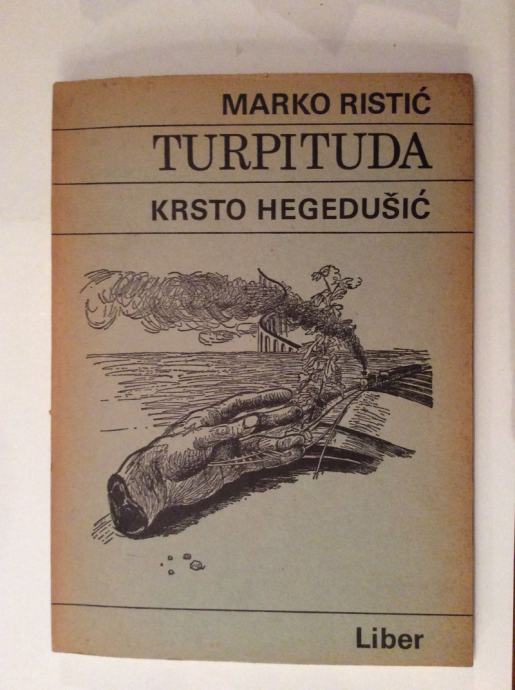 MARKO RISTIĆ
TURPITUDA
KRSTO HEGEDUŠIĆ
Liber